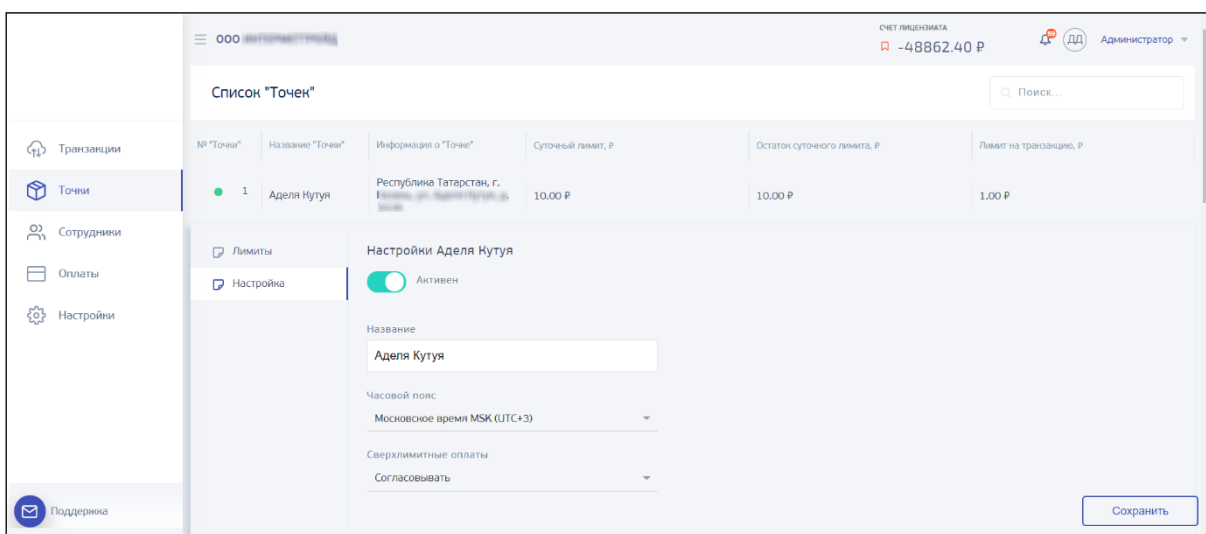 ООО
СЧЕТ ЛИЦЕНЗИАТА
-48862.40 ₽
ДД
Администратор
Список "Точек"
Поиск...
Транзакции
Точки
Сотрудники
Оплаты
Настройки
Поддержка
№ "Точки"
Название "Точки"
Информация о "Точке"
Суточный лимит, ₽
Остаток суточного лимита, ₽
Лимит на транзакцию, ₽
1
Аделя Кутуя
Республика Татарстан, г.
10.00 ₽
10.00 ₽
1.00 ₽
Лимиты
Настройка
Настройки Аделя Кутуя
Активен
Название
Аделя Кутуя
Часовой пояс
Московское время MSK (UTC+3)
Сверхлимитные оплаты
Согласовывать
Сохранить